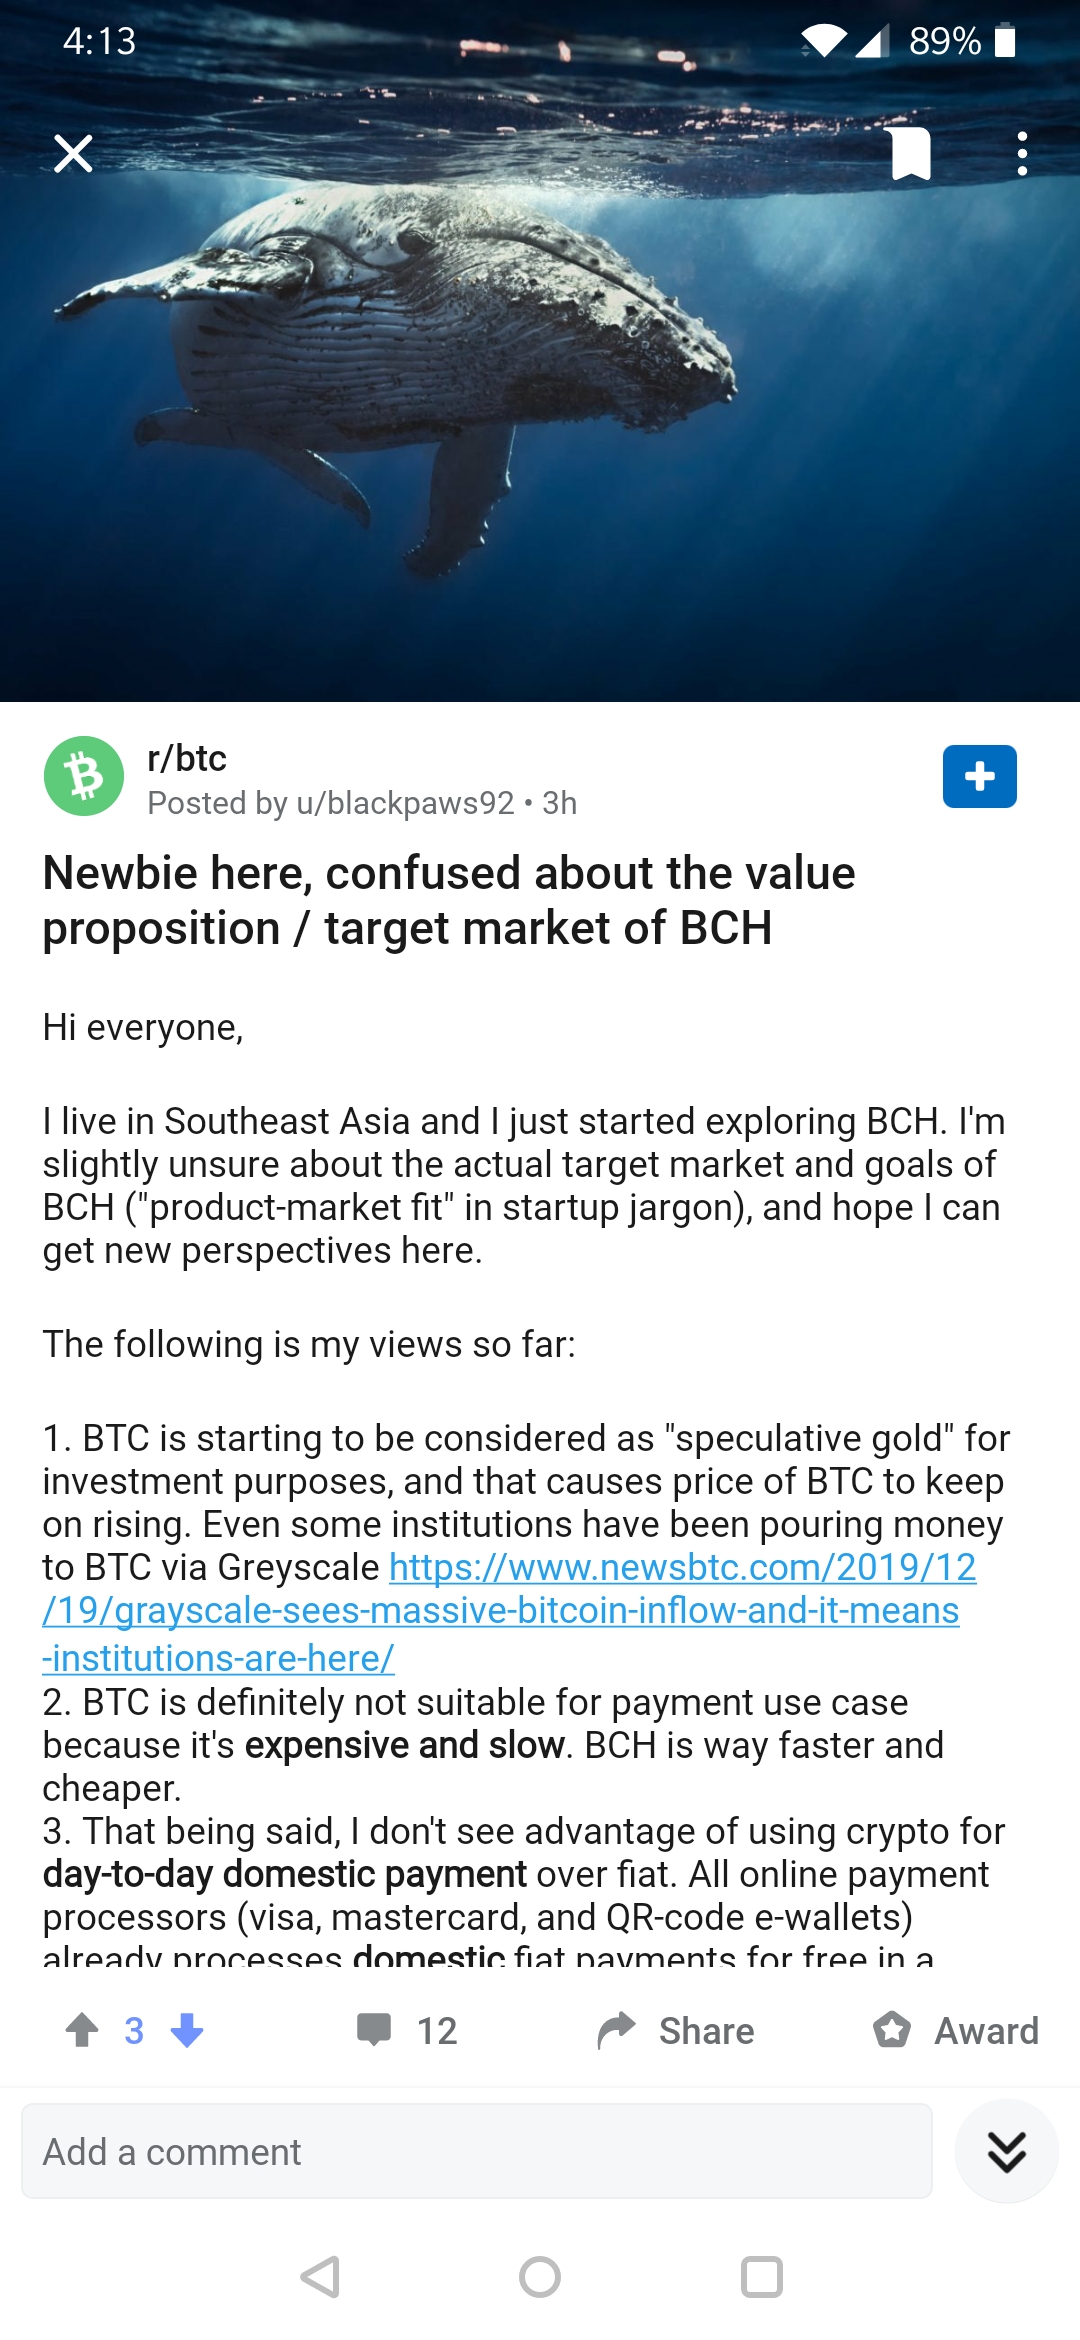 4:13
89%
r/btc
Posted by u/blackpaws92 • 3h
Newbie here, confused about the value
proposition / target market of BCH
Hi everyone,
I live in Southeast Asia and I just started exploring BCH. I'm
slightly unsure about the actual target market and goals of
BCH ("product-market fit" in startup jargon), and hope I can
get new perspectives here.
The following is my views so far:
1. BTC is starting to be considered as "speculative gold" for
investment purposes, and that causes price of BTC to keep
on rising. Even some institutions have been pouring money
to BTC via Greyscale https://www.newsbtc.com/2019/12
/19/grayscale-sees-massive-bitcoin-inflow-and-it-means
-institutions-are-here/
2. BTC is definitely not suitable for payment use case
because it's expensive and slow. BCH is way faster and
cheaper.
3. That being said, I don't see advantage of using crypto for
day-to-day domestic payment over fiat. All online payment
processors (visa, mastercard, and QR-code e-wallets)
already processes domestic fiat payments for free in a
3
12
Share
Award
Add a comment